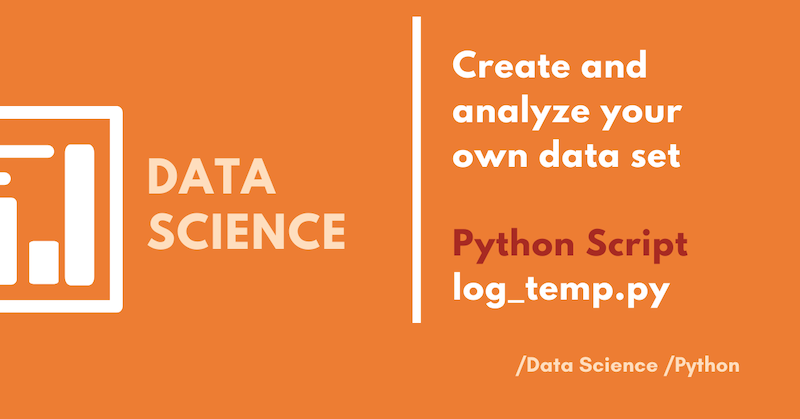 DATA
SCIENCE
Create and
analyze your
own data set
Python Script
log_temp.py
/Data Science /Python